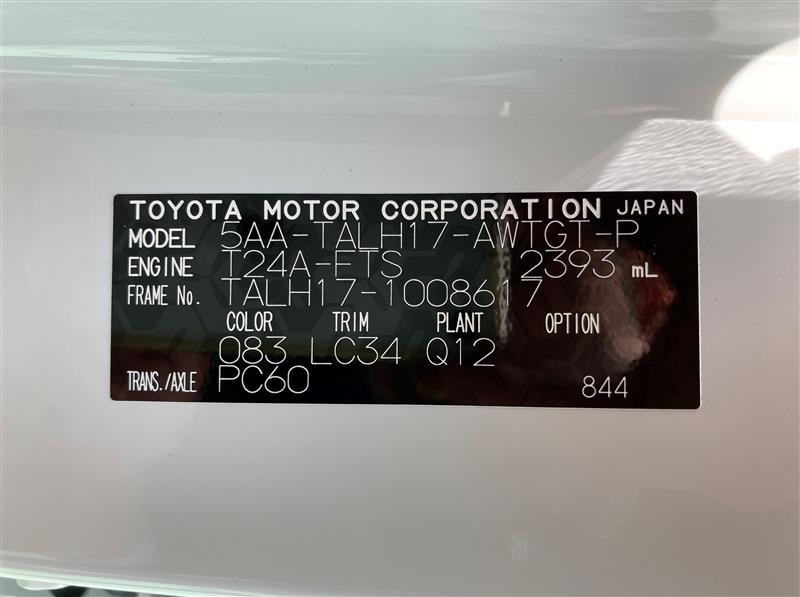 TOYOTA MOTOR CORPORATION JAPAN
MODEL 5AA-TALH17-AWTGT-P
ENGINE T24A-FTS 2393 mL
FRAME No. TALH17-1008617
COLOR TRIM PLANT OPTION
083 LC34 Q12
TRANS./AXLE PC60 844